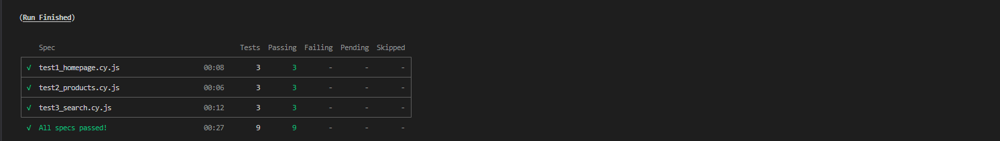 (Run Finished)
Spec Tests Passing Failing Pending Skipped
√ test1_homepage.cy.js 00:08 3 3 - - -
√ test2_products.cy.js 00:06 3 3 - - -
√ test3_search.cy.js 00:12 3 3 - - -
√ All specs passed! 00:27 9 9 - - -